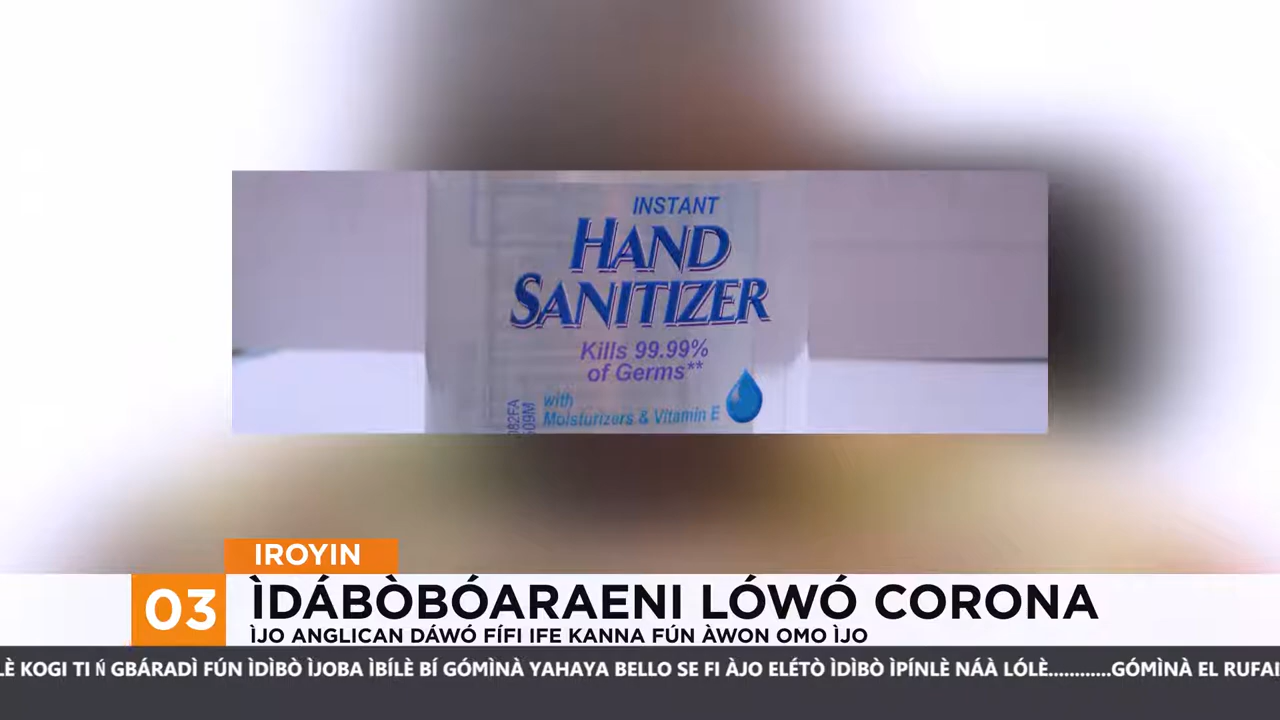 INSTANT
HAND
SANITIZER
Kills 99.99%
of Germs**
with
Moisturizers & Vitamin E
082FA
509M
IROYIN
03
ÌDÁBÒBÓARAENI LÓWÓ CORONA
ÌJO ANGLICAN DÁWÓ FÍFI IFE KANNA FÚN ÀWON OMO ÌJO
LÈ KOGI TI Ń GBÁRADÌ FÚN ÌDÌBÒ ÌJOBA ÌBÍLÈ BÍ GÓMÌNÀ YAHAYA BELLO SE FI ÀJO ELÉTÒ ÌDÌBÒ ÌPÍNLÈ NÁÀ LÓLÈ............GÓMÌNÀ EL RUFAI